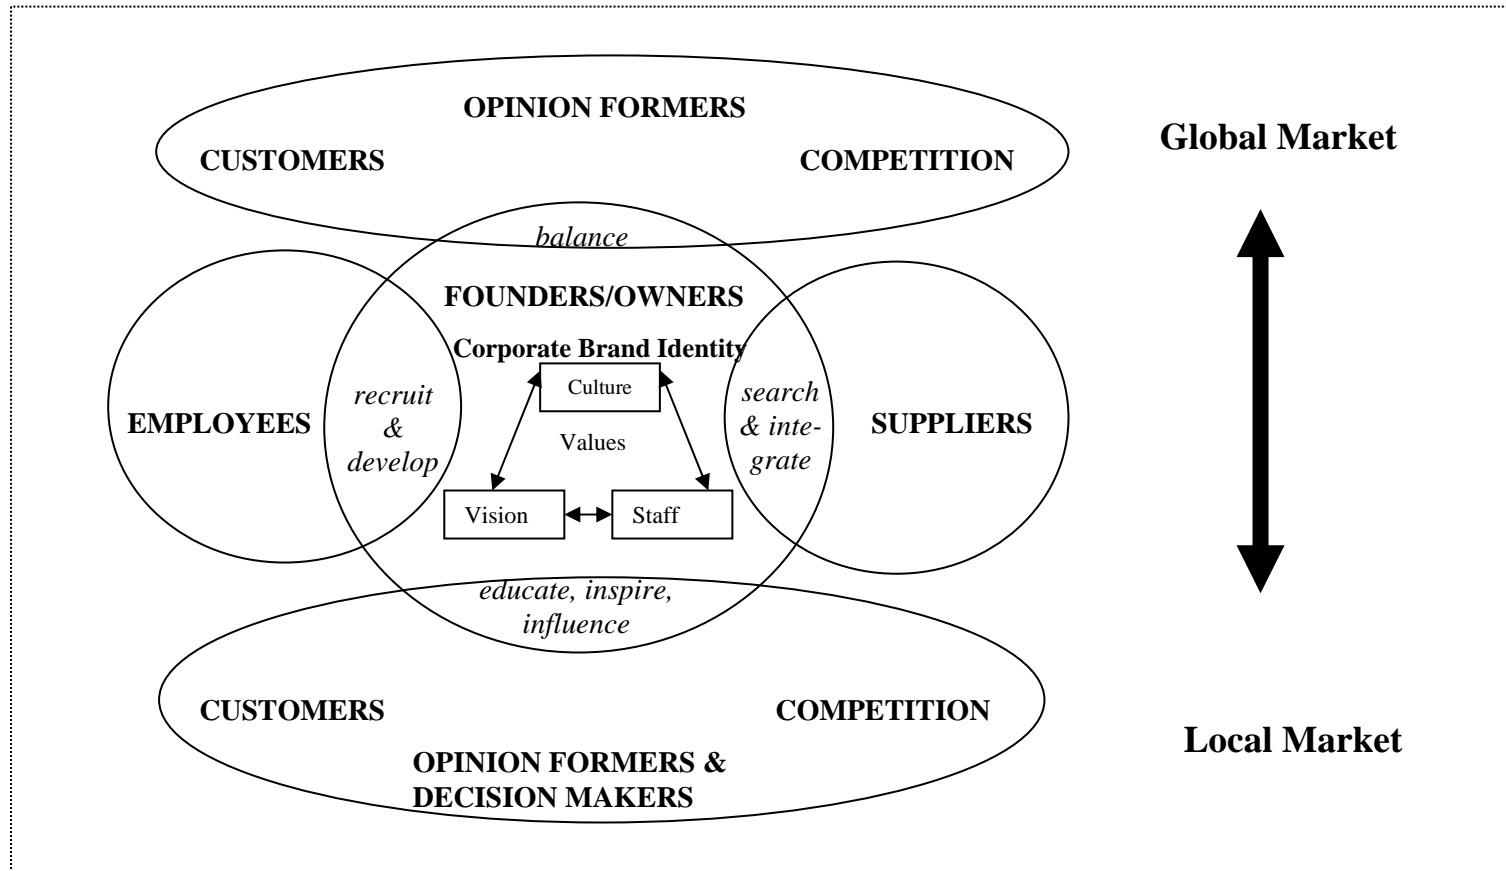 OPINION FORMERS
Global Market
CUSTOMERS
COMPETITION
balance
FOUNDERS/OWNERS
Corporate Brand Identity
Culture
recruit
&
develop
search
& inte-
grate
EMPLOYEES
SUPPLIERS
Values
Vision
Staff
educate, inspire,
influence
CUSTOMERS
COMPETITION
Local Market
OPINION FORMERS &
DECISION MAKERS